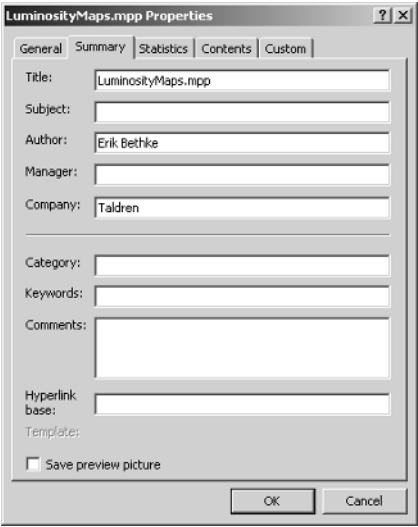 LuminosityMaps.mpp Properties
General Summary Statistics Contents Custom
Title: LuminosityMaps.mpp
Subject:
Author: Erik Bethke
Manager:
Company: Taldren
Category:
Keywords:
Comments:
Hyperlink
base:
Template:
Save preview picture
OK Cancel